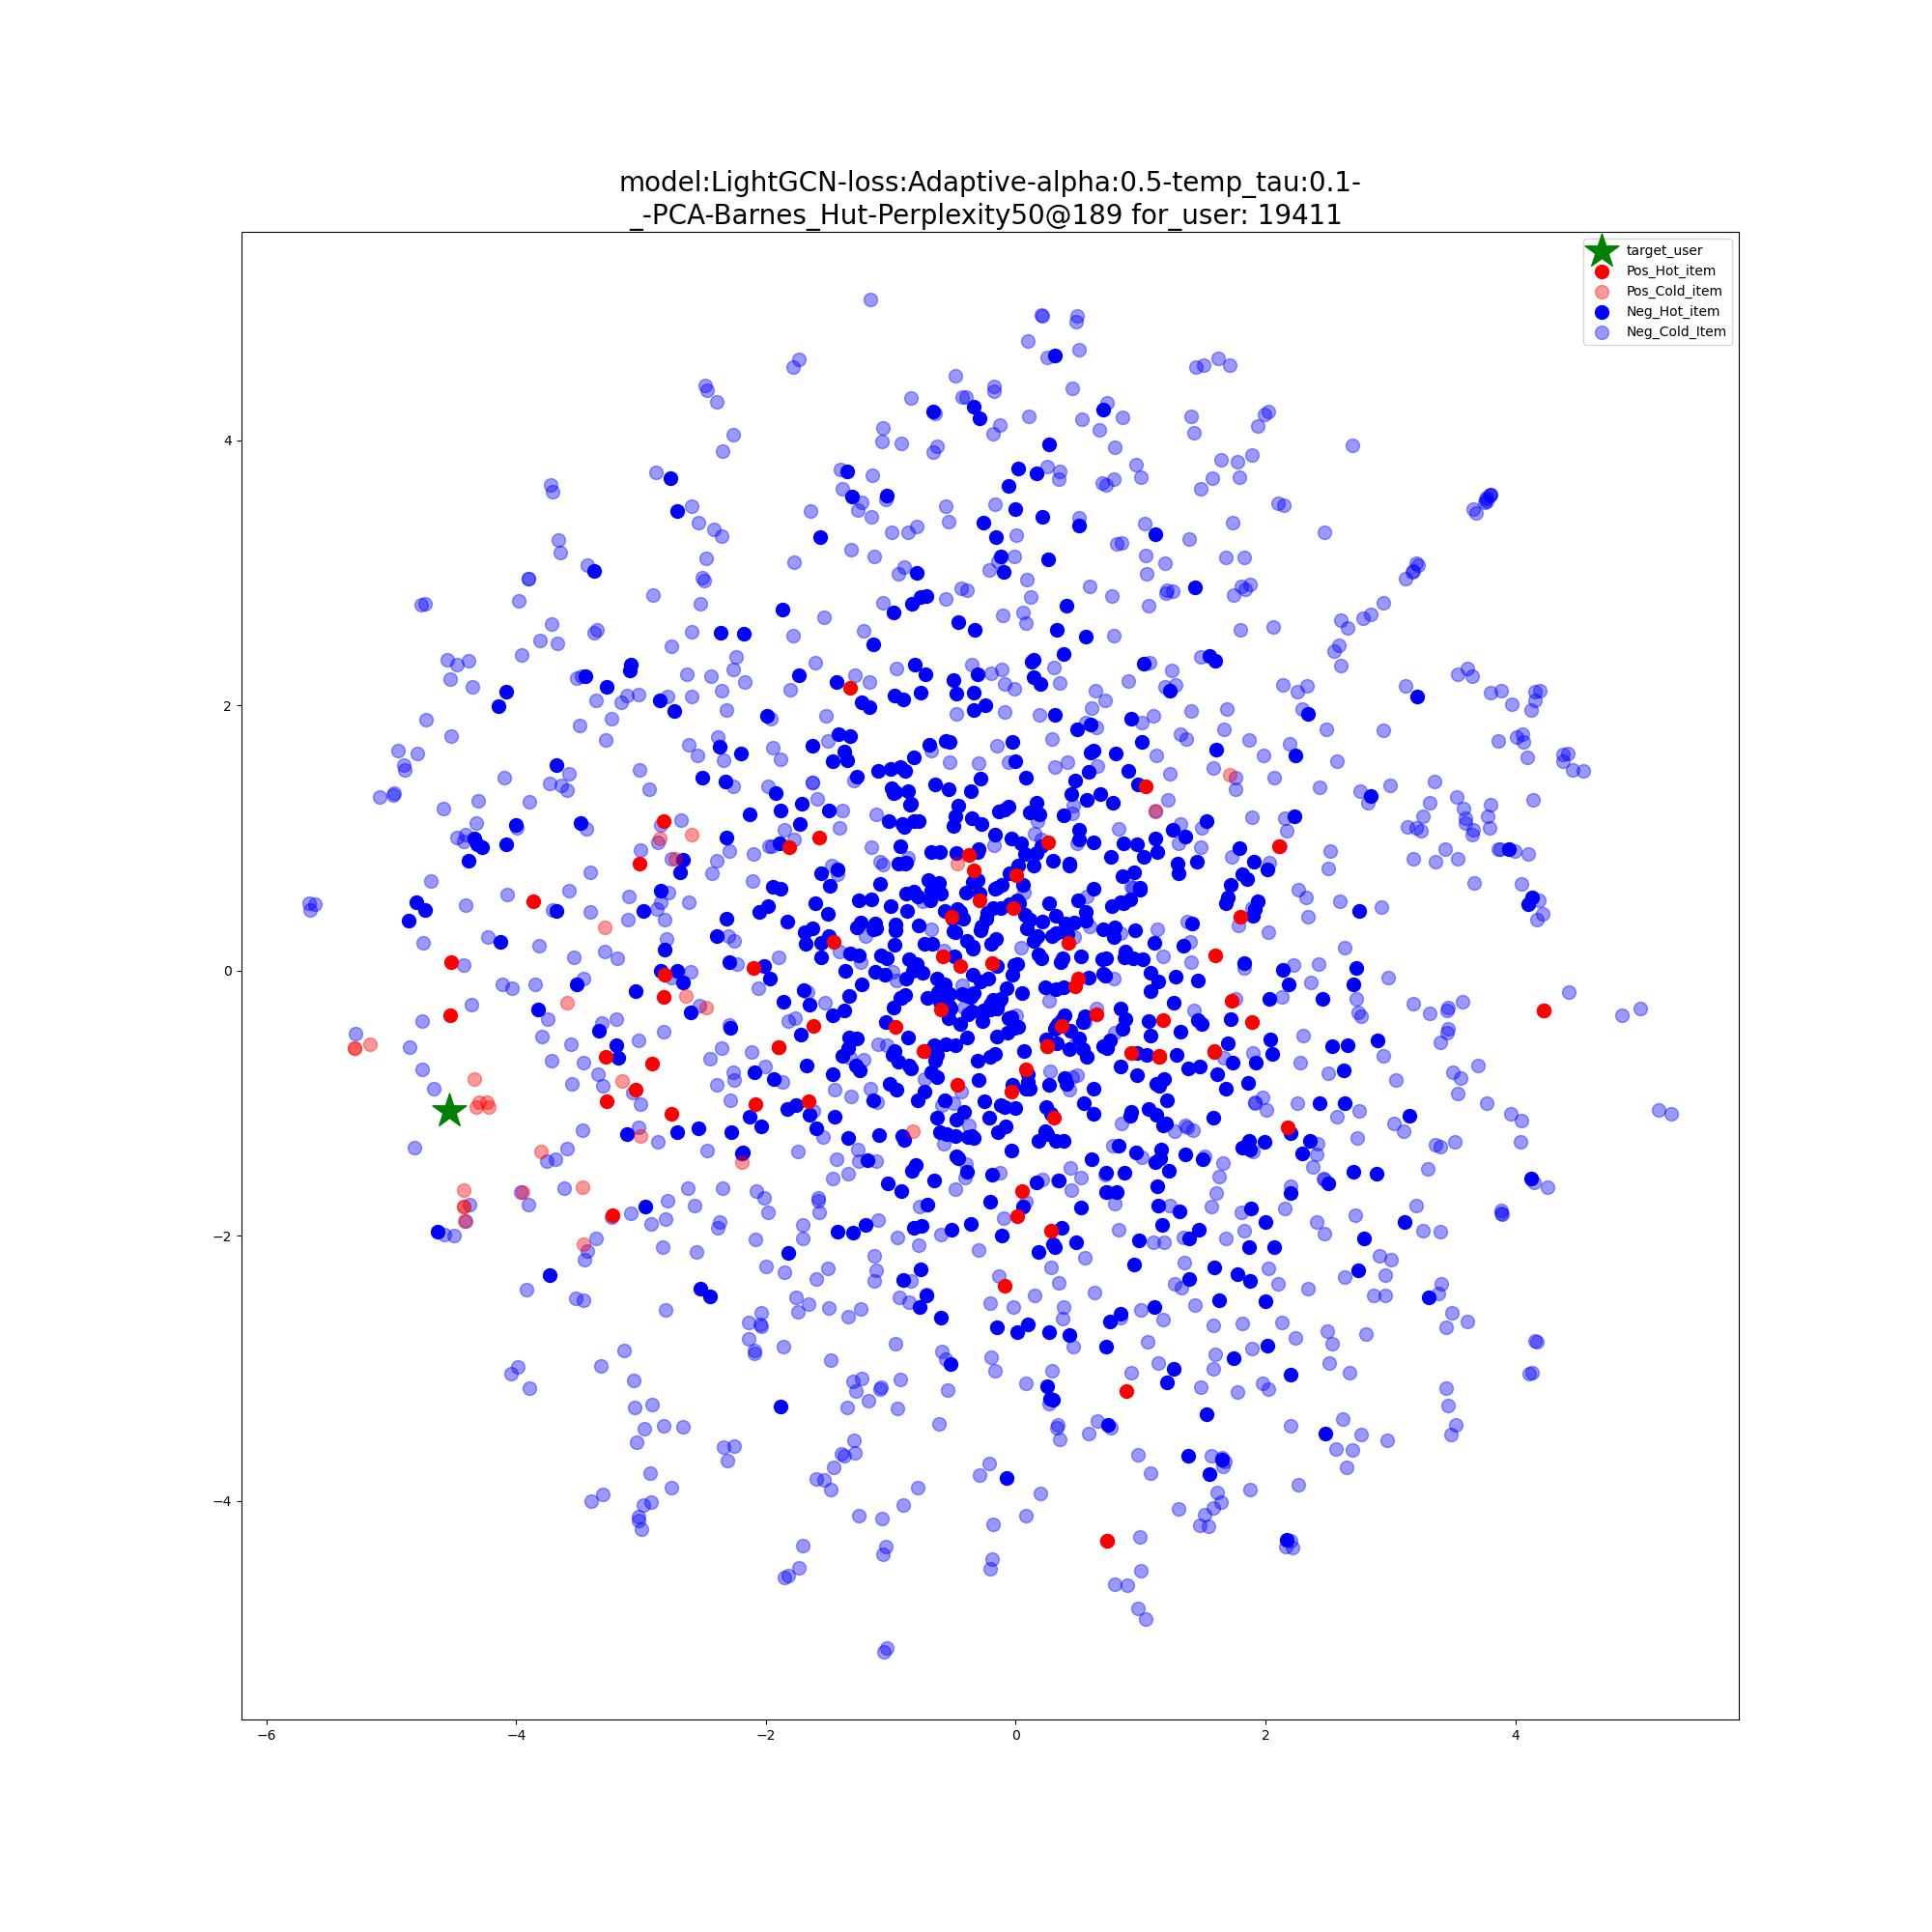 model:LightGCN-loss:Adaptive-alpha:0.5-temp_tau:0.1-
_-PCA-Barnes_Hut-Perplexity50@189 for_user: 19411
target_user
Pos_Hot_item
Pos_Cold_item
Neg_Hot_item
Neg_Cold_Item
4
2
0
−2
−4
−6
−4
−2
0
2
4